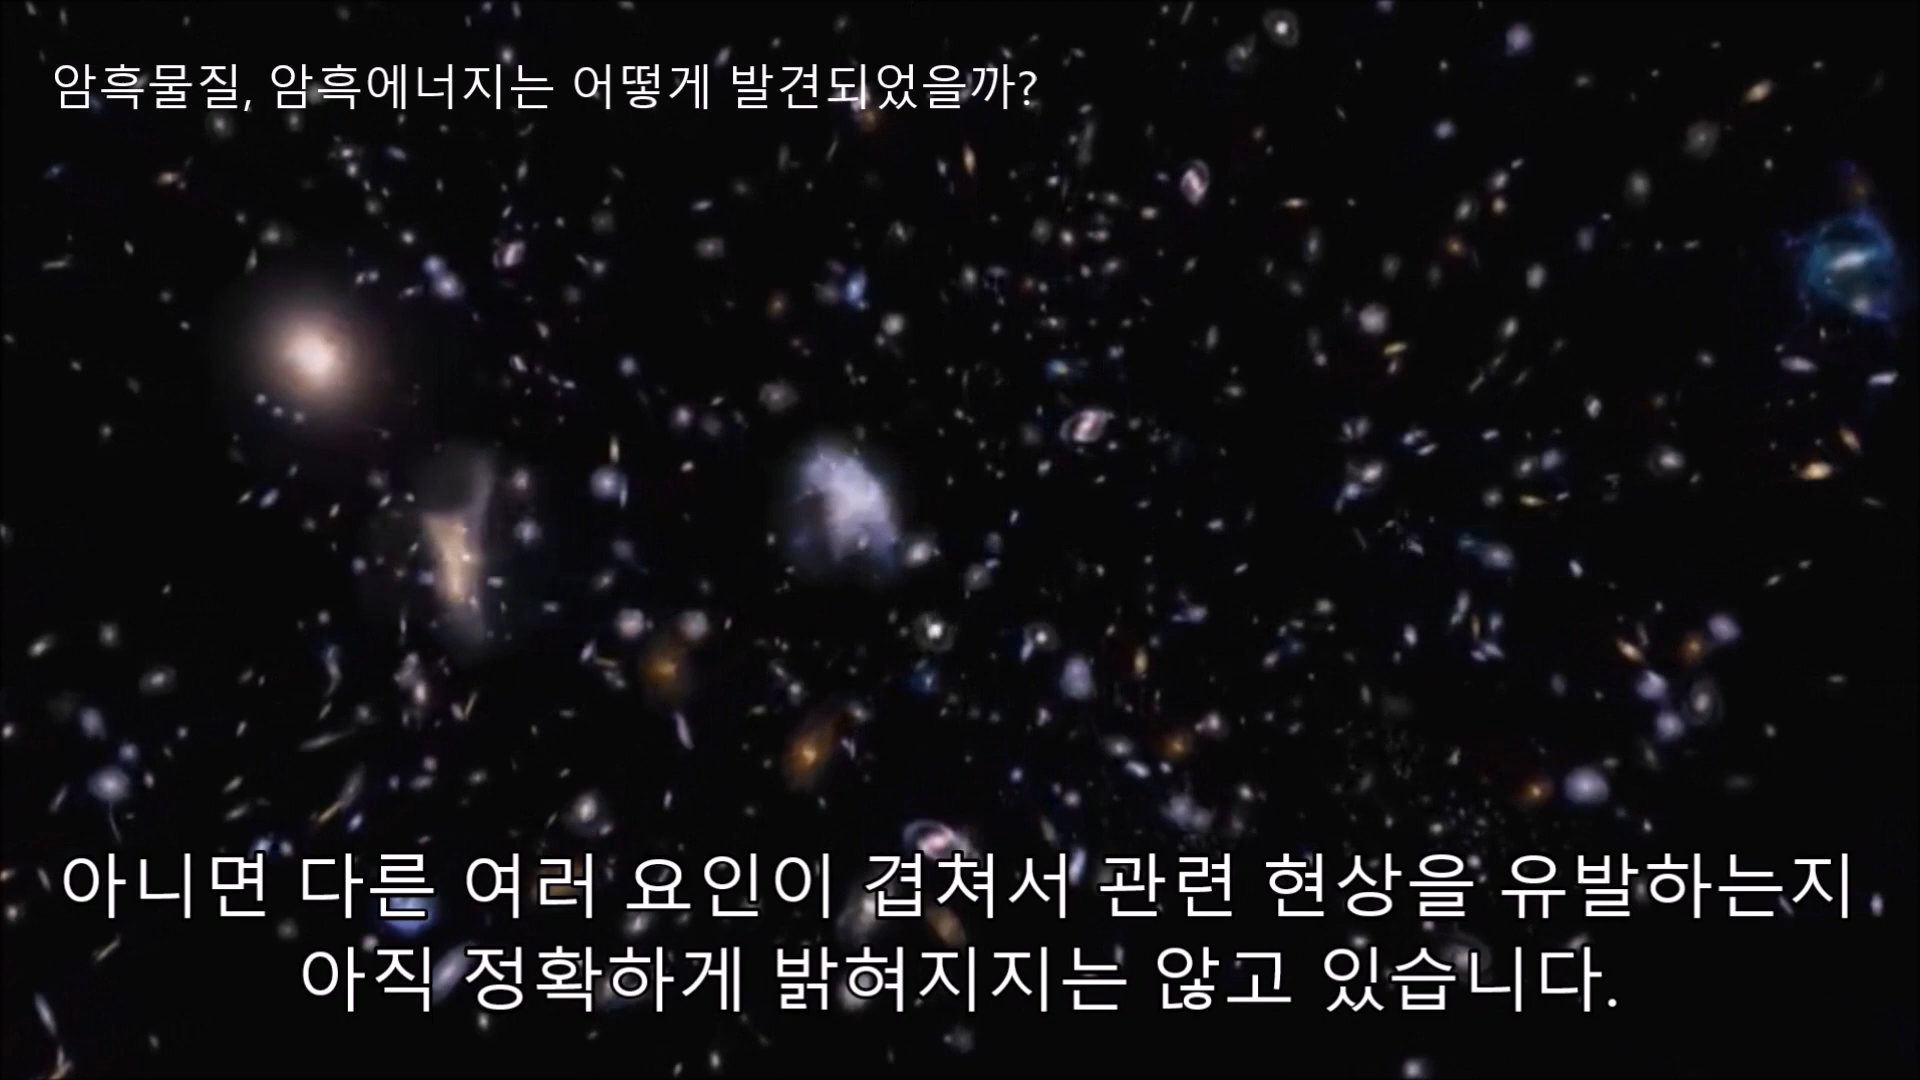 암흑물질, 암흑에너지는 어떻게 발견되었을까?
아니면 다른 여러 요인이 겹쳐서 관련 현상을 유발하는지
아직 정확하게 밝혀지지는 않고 있습니다.